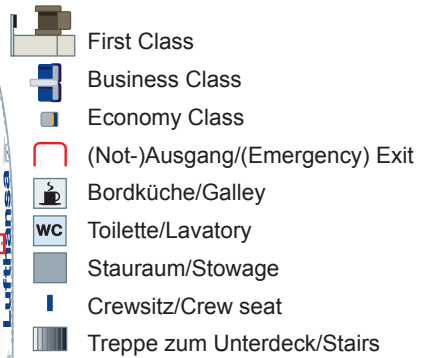 First Class
Business Class
Economy Class
(Not-)Ausgang/(Emergency) Exit
Bordküche/Galley
WC Toilette/Lavatory
Stauraum/Stowage
Crewsitz/Crew seat
Treppe zum Unterdeck/Stairs
Lufthansa